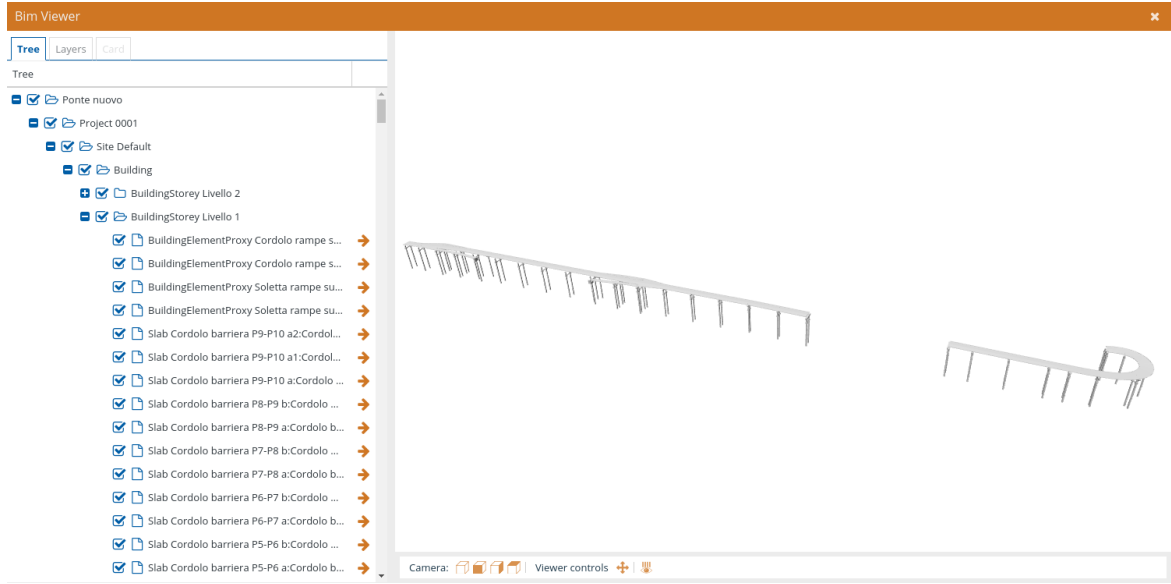 Bim Viewer
Tree Layers Card
Tree
Ponte nuovo
Project 0001
Site Default
Building
BuildingStorey Livello 2
BuildingStorey Livello 1
BuildingElementProxy Cordolo rampe s...
BuildingElementProxy Cordolo rampe s...
BuildingElementProxy Soletta rampe su...
BuildingElementProxy Soletta rampe su...
Slab Cordolo barriera P9-P10 a2:Cordol...
Slab Cordolo barriera P9-P10 a1:Cordol...
Slab Cordolo barriera P9-P10 a:Cordolo ...
Slab Cordolo barriera P8-P9 b:Cordolo ...
Slab Cordolo barriera P8-P9 a:Cordolo b...
Slab Cordolo barriera P7-P8 b:Cordolo ...
Slab Cordolo barriera P7-P8 a:Cordolo b...
Slab Cordolo barriera P6-P7 b:Cordolo ...
Slab Cordolo barriera P6-P7 a:Cordolo b...
Slab Cordolo barriera P5-P6 b:Cordolo ...
Slab Cordolo barriera P5-P6 a:Cordolo b...
Camera: Viewer controls